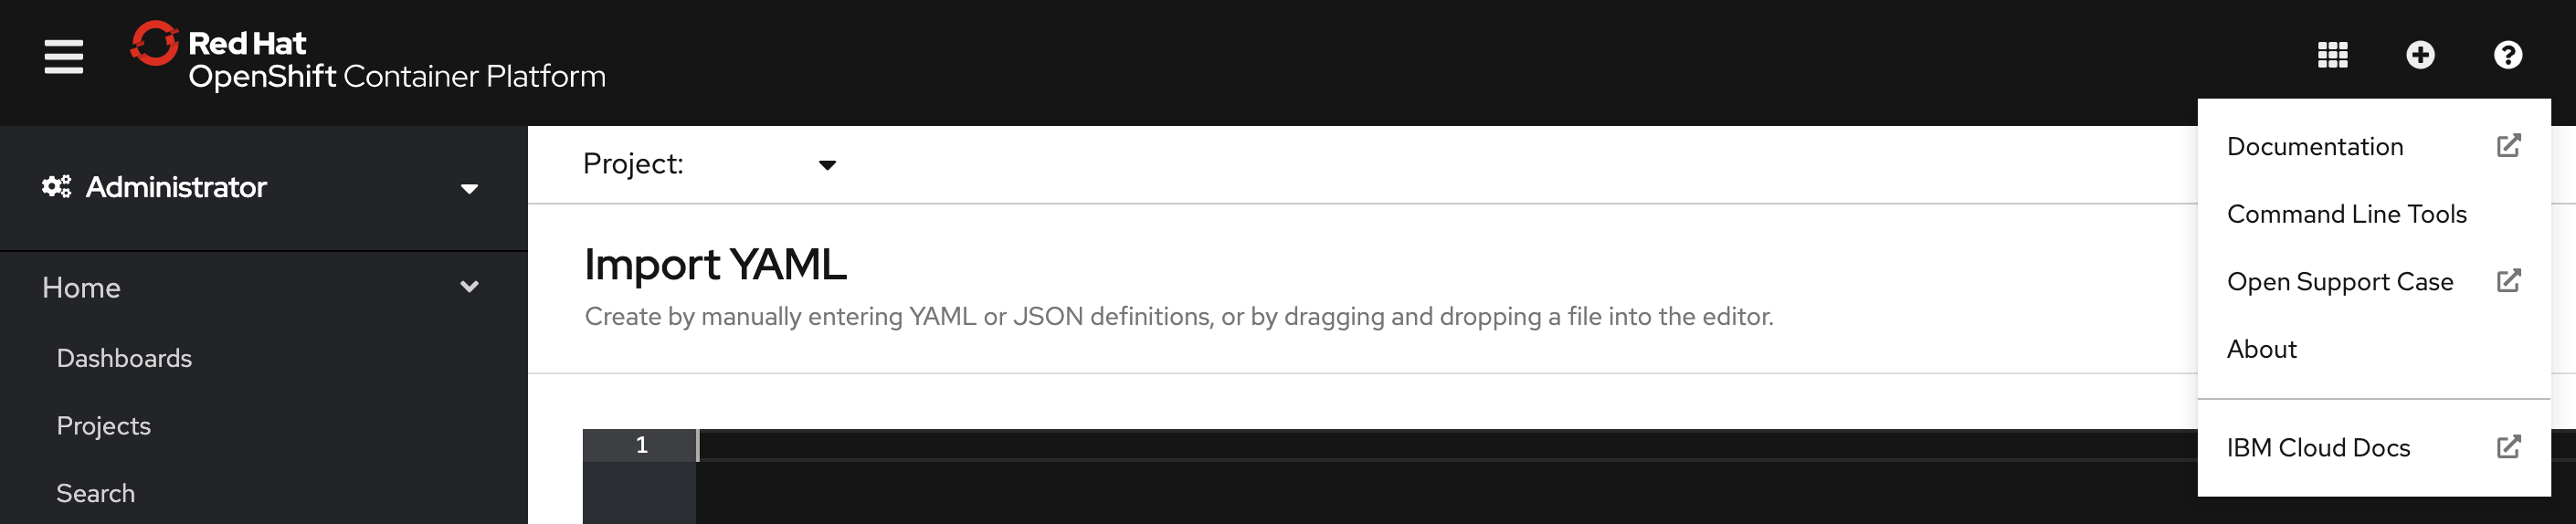 Red Hat
OpenShift Container Platform
Administrator
Home
Dashboards
Projects
Search
Project:
Import YAML
Create by manually entering YAML or JSON definitions, or by dragging and dropping a file into the editor.
1
Documentation
Command Line Tools
Open Support Case
About
IBM Cloud Docs